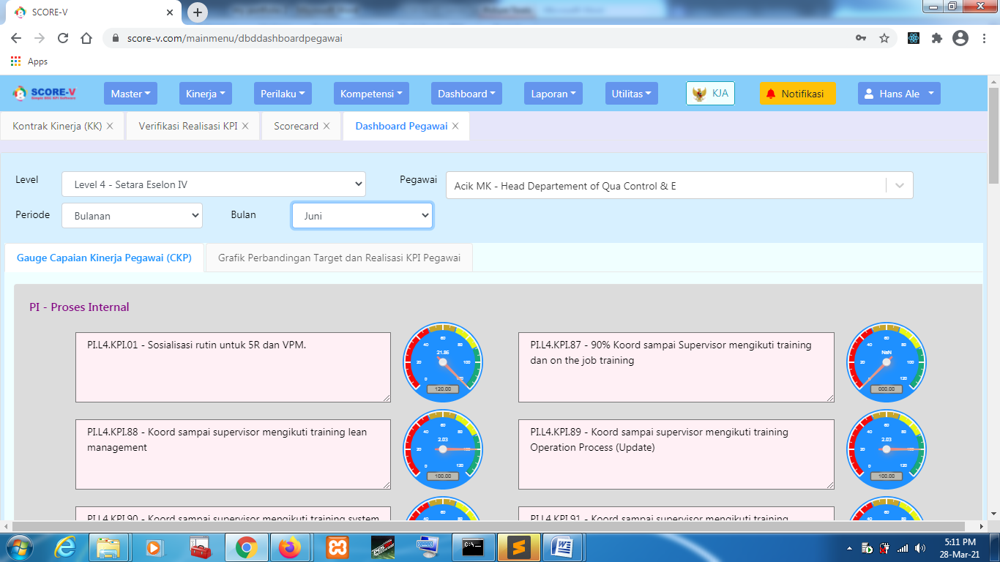 SCORE-V
score-v.com/mainmenu/dbddashboardpegawai
Apps
SCORE-V
Simple BSC KPI Software
Master
Kinerja
Perilaku
Kompetensi
Dashboard
Laporan
Utilitas
KJA
Notifikasi
Hans Ale
Kontrak Kinerja (KK)
Verifikasi Realisasi KPI
Scorecard
Dashboard Pegawai
Level
Level 4 - Setara Eselon IV
Pegawai
Acik MK - Head Departement of Qua Control & E
Periode
Bulanan
Bulan
Juni
Gauge Capaian Kinerja Pegawai (CKP)
Grafik Perbandingan Target dan Realisasi KPI Pegawai
PI - Proses Internal
PI.L4.KPI.01 - Sosialisasi rutin untuk 5R dan VPM.
0 20 40 60 80 100 120
21.86
120.00
PI.L4.KPI.87 - 90% Koord sampai Supervisor mengikuti training
dan on the job training
0 20 40 60 80 100 120
NaN
000.00
PI.L4.KPI.88 - Koord sampai supervisor mengikuti training lean
management
0 20 40 60 80 100 120
2.03
100.00
PI.L4.KPI.89 - Koord sampai supervisor mengikuti training
Operation Process (Update)
0 20 40 60 80 100 120
2.03
100.00
PI.L4.KPI.90 - Koord sampai supervisor mengikuti training system
60
PI.L4.KPI.91 - Koord sampai supervisor mengikuti training
60
5:11 PM
28-Mar-21